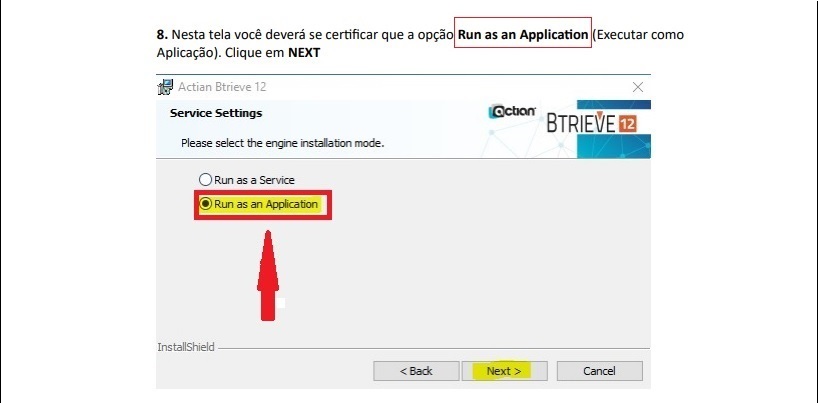 8. Nesta tela você deverá se certificar que a opção Run as an Application (Executar como
Aplicação). Clique em NEXT
Actian Btrieve 12
Service Settings
Please select the engine installation mode.
Actian
BTRIEVE 12
Run as a Service
Run as an Application
InstallShield
< Back
Next >
Cancel